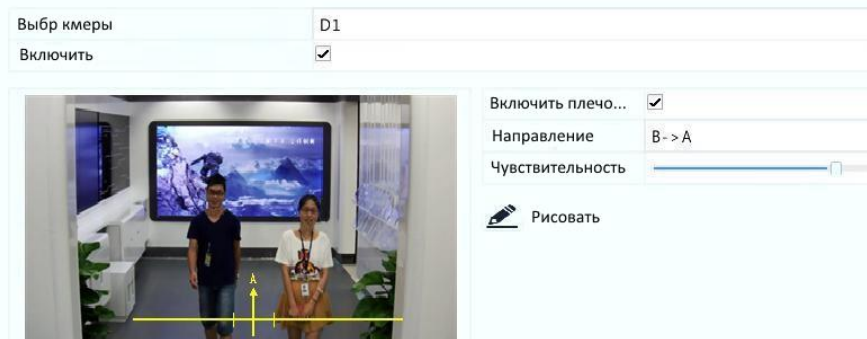 Выбр кмеры D1
Включить
Включить плечо...
Направление B->A
Чувствительность
Рисовать
A